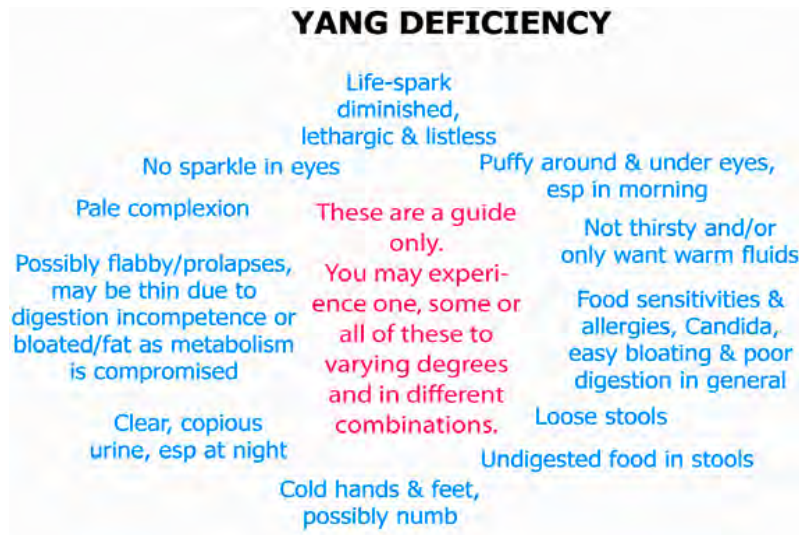 YANG DEFICIENCY
Life-spark
diminished,
lethargic & listless
No sparkle in eyes
Puffy around & under eyes,
esp in morning
Pale complexion
These are a guide
only.
You may experi-
ence one, some or
all of these to
varying degrees
and in different
combinations.
Not thirsty and/or
only want warm fluids
Possibly flabby/prolapses,
may be thin due to
digestion incompetence or
bloated/fat as metabolism
is compromised
Food sensitivities &
allergies, Candida,
easy bloating & poor
digestion in general
Clear, copious
urine, esp at night
Loose stools
Undigested food in stools
Cold hands & feet,
possibly numb